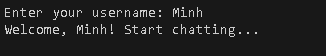 Enter your username: Minh
Welcome, Minh! Start chatting...